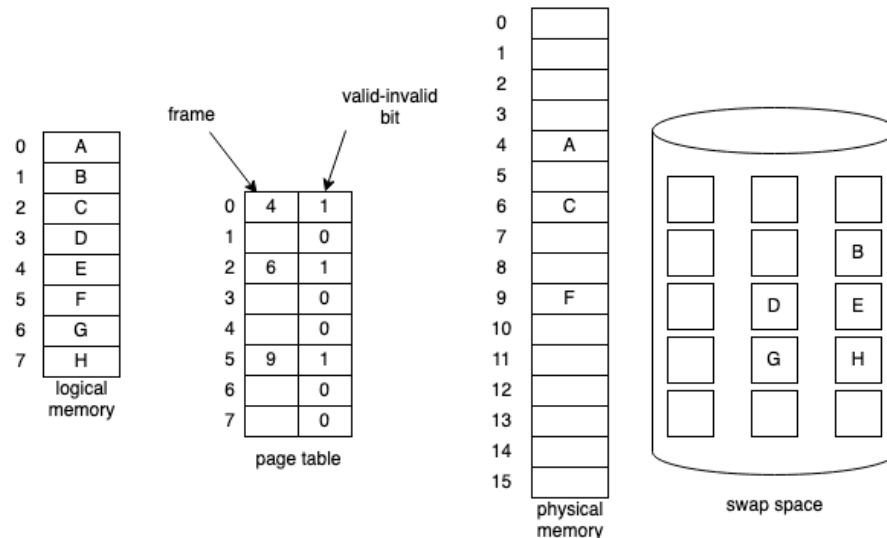 frame
valid-invalid
bit
0 A
1 B
2 C
3 D
4 E
5 F
6 G
7 H
logical
memory
0 4 1
1 0
2 6 1
3 0
4 0
5 9 1
6 0
7 0
page table
0
1
2
3
4 A
5
6 C
7
8
9 F
10
11
12
13
14
15
physical
memory
B
D E
G H
swap space